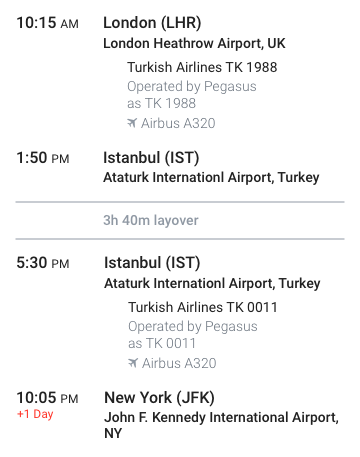 10:15 AM London (LHR)
London Heathrow Airport, UK
Turkish Airlines TK 1988
Operated by Pegasus
as TK 1988
Airbus A320
1:50 PM Istanbul (IST)
Ataturk Internationl Airport, Turkey
3h 40m layover
5:30 PM Istanbul (IST)
Ataturk Internationl Airport, Turkey
Turkish Airlines TK 0011
Operated by Pegasus
as TK 0011
Airbus A320
10:05 PM New York (JFK)
+1 Day John F. Kennedy International Airport,
NY